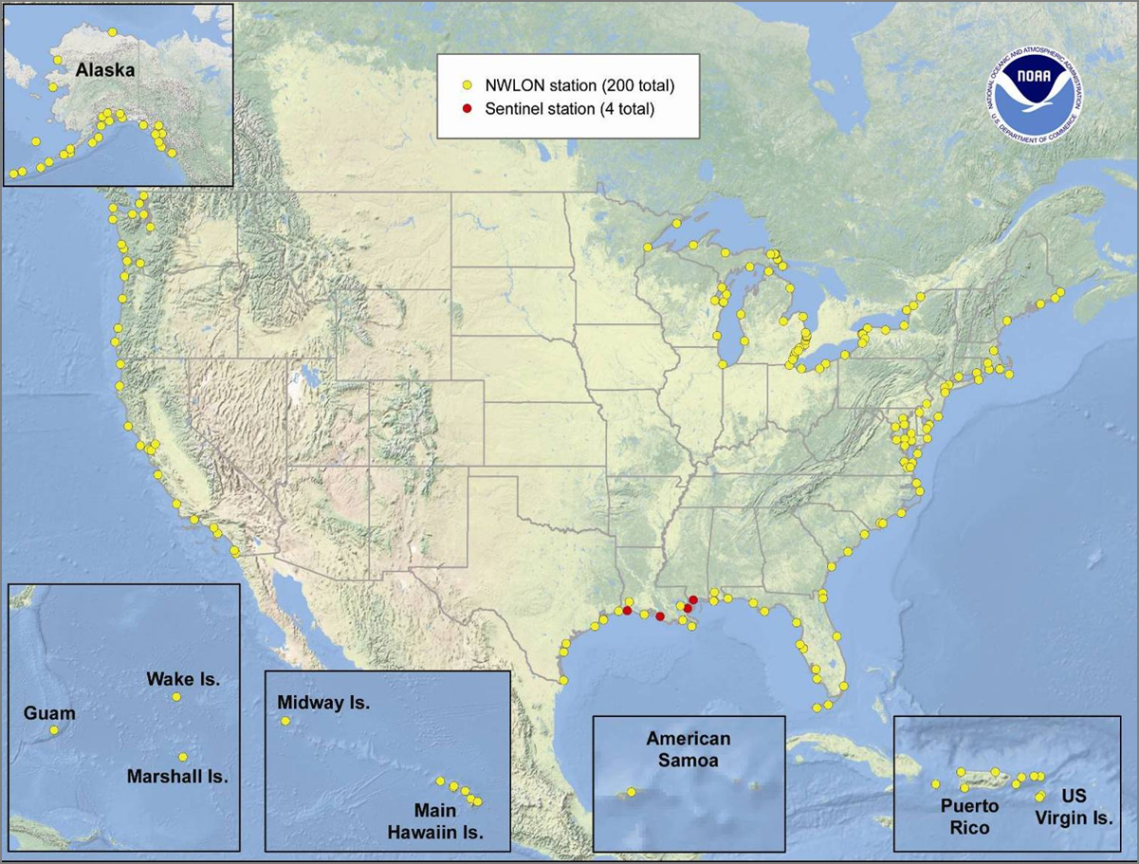 Alaska
NWLON station (200 total)
Sentinel station (4 total)
NATIONAL OCEANIC AND ATMOSPHERIC ADMINISTRATION
NOAA
U.S. DEPARTMENT OF COMMERCE
Wake Is.
Guam
Marshall Is.
Midway Is.
Main
Hawaiin Is.
American
Samoa
Puerto
Rico
US
Virgin Is.